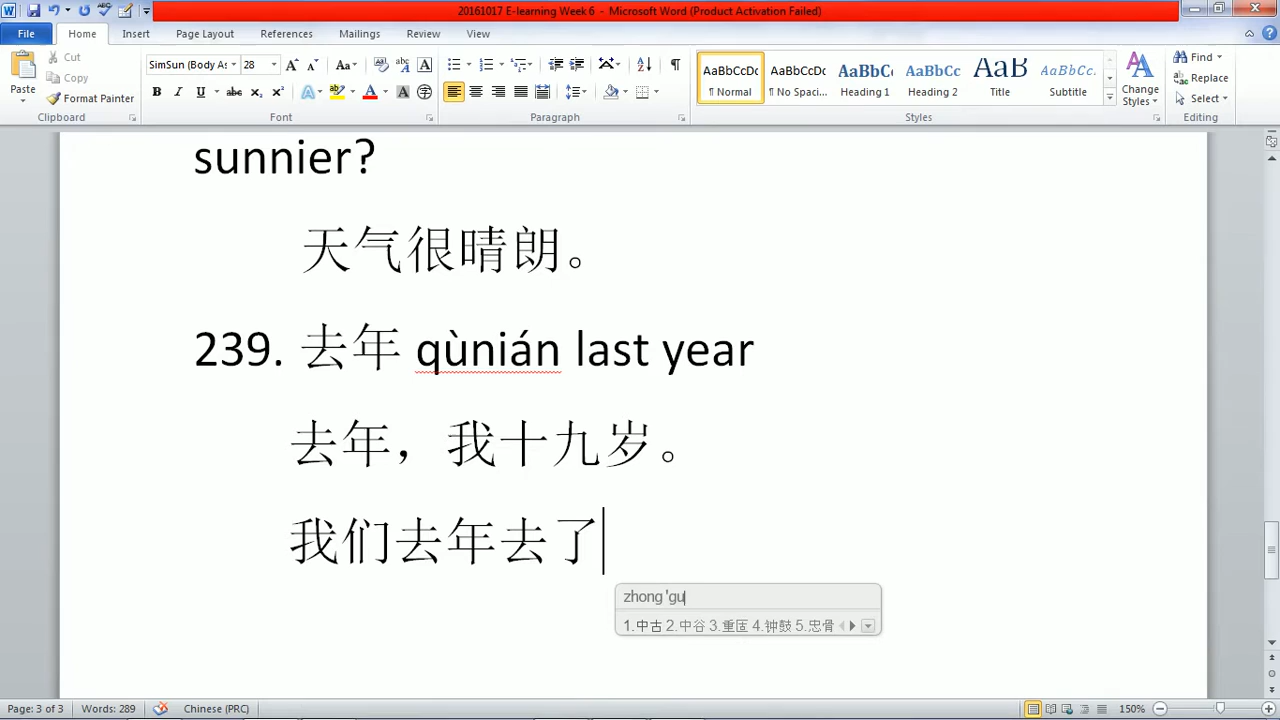 20161017 E-learning Week 6 - Microsoft Word (Product Activation Failed)
File Home Insert Page Layout References Mailings Review View
Cut
Copy
Format Painter
Paste
Clipboard
SimSun (Body As 28
Font
Paragraph
AaBbCcDc AaBbCcDc AaBbCc AaBbCc AaB AaBbCc.
¶ Normal ¶ No Spaci... Heading 1 Heading 2 Title Subtitle
Change Styles
Styles
Find
Replace
Select
Editing
sunnier?
天气很晴朗。
239. 去年 qùnián last year
去年，我十九岁。
我们去年去了
zhong'gu
1.中古 2.中谷 3.重固 4.钟鼓 5.忠骨
Page: 3 of 3 Words: 289 Chinese (PRC) 150%